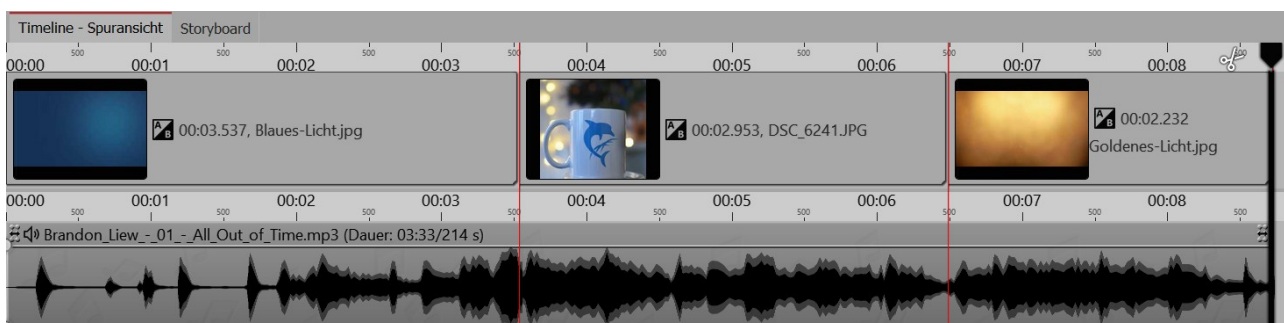 Timeline - Spuransicht Storyboard
500 500 500 500 500 500 500 500 500
00:00 00:01 00:02 00:03 00:04 00:05 00:06 00:07 00:08
A B 00:03.537, Blaues-Licht.jpg A B 00:02.953, DSC_6241.JPG A B 00:02.232
Goldenes-Licht.jpg
00:00 00:01 00:02 00:03 00:04 00:05 00:06 00:07 00:08
500 500 500 500 500 500 500 500 500
Brandon_Liew_-_01_-_All_Out_of_Time.mp3 (Dauer: 03:33/214 s)